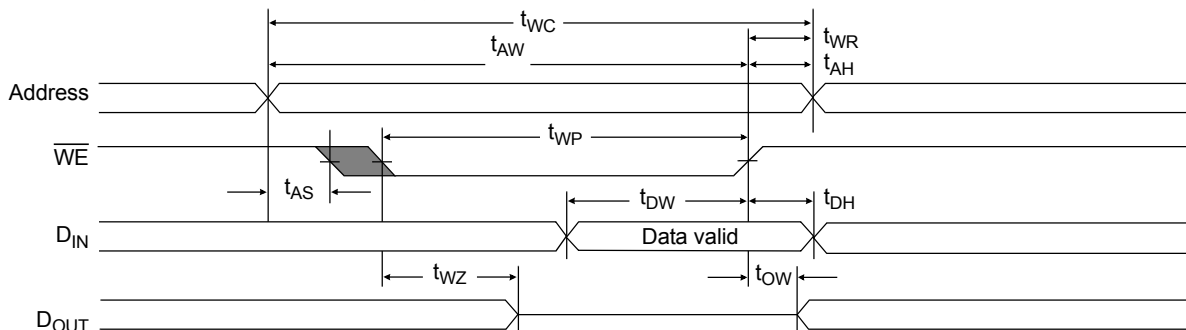 tWC
tAW
tWR
tAH
Address
tWP
WE
tAS
tDW
tDH
DIN
Data valid
tWZ
tOW
DOUT